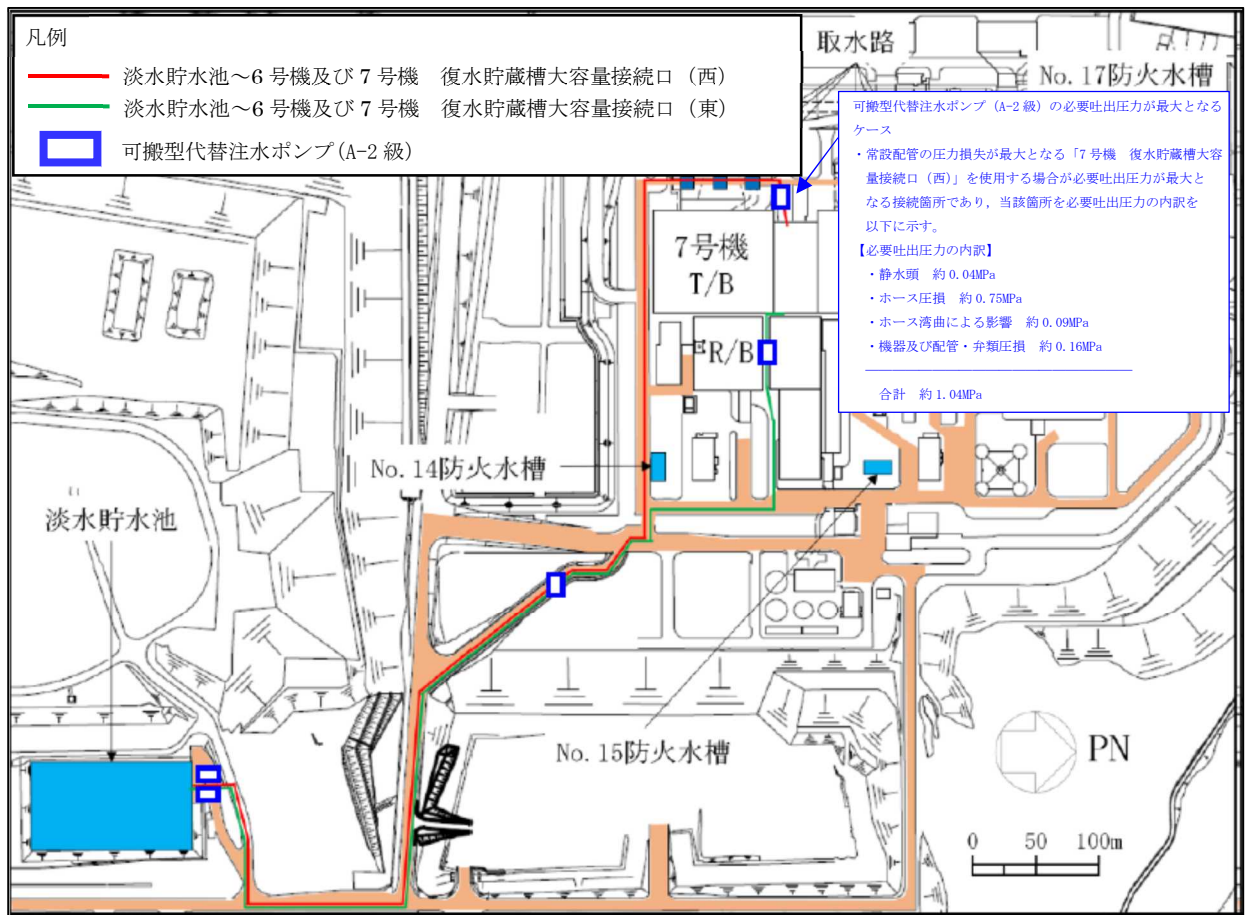 凡例
淡水貯水池～6 号機及び 7 号機　復水貯蔵槽大容量接続口（西）
淡水貯水池～6 号機及び 7 号機　復水貯蔵槽大容量接続口（東）
可搬型代替注水ポンプ(A-2 級)
取水路
No.17防火水槽
可搬型代替注水ポンプ（A-2 級）の必要吐出圧力が最大となる
ケース
・常設配管の圧力損失が最大となる「7 号機　復水貯蔵槽大容
量接続口（西）」を使用する場合が必要吐出圧力が最大と
なる接続箇所であり，当該箇所を必要吐出圧力の内訳を
以下に示す。
【必要吐出圧力の内訳】
・静水頭　約 0.04MPa
・ホース圧損　約 0.75MPa
・ホース湾曲による影響　約 0.09MPa
・機器及び配管・弁類圧損　約 0.16MPa
合計　約 1.04MPa
7号機
T/B
R/B
No.14防火水槽
淡水貯水池
No.15防火水槽
PN
0 50 100m